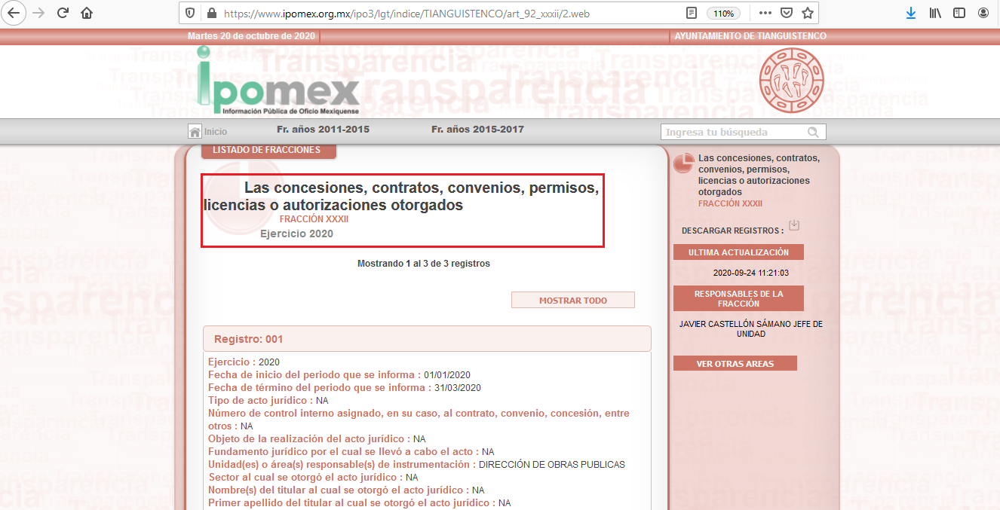 https://www.ipomex.org.mx/ipo3/lgt/indice/TIANGUISTENCO/art_92_xxxii/2.web
110%
Martes 20 de octubre de 2020
AYUNTAMIENTO DE TIANGUISTENCO
ipomex
Información Pública de Oficio Mexiquense
Transparencia
Inicio
Fr. años 2011-2015
Fr. años 2015-2017
Ingresa tu búsqueda
LISTADO DE FRACCIONES
Las concesiones, contratos, convenios, permisos,
licencias o autorizaciones otorgados
FRACCIÓN XXXII
Ejercicio 2020
Mostrando 1 al 3 de 3 registros
MOSTRAR TODO
Registro: 001
Ejercicio : 2020
Fecha de inicio del periodo que se informa : 01/01/2020
Fecha de término del periodo que se informa : 31/03/2020
Tipo de acto jurídico : NA
Número de control interno asignado, en su caso, al contrato, convenio, concesión, entre
otros : NA
Objeto de la realización del acto jurídico : NA
Fundamento jurídico por el cual se llevó a cabo el acto : NA
Unidad(es) o área(s) responsable(s) de instrumentación : DIRECCIÓN DE OBRAS PUBLICAS
Sector al cual se otorgó el acto jurídico : NA
Nombre(s) del titular al cual se otorgó el acto jurídico : NA
Primer apellido del titular al cual se otorgó el acto jurídico : NA
Las concesiones, contratos,
convenios, permisos,
licencias o autorizaciones
otorgados
FRACCIÓN XXXII
DESCARGAR REGISTROS :
ULTIMA ACTUALIZACIÓN
2020-09-24 11:21:03
RESPONSABLES DE LA
FRACCIÓN
JAVIER CASTELLÓN SÁMANO JEFE DE
UNIDAD
VER OTRAS AREAS